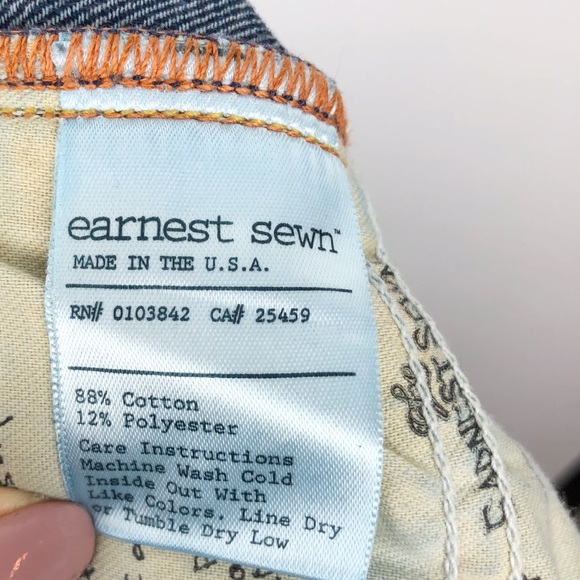 earnest sewn™
MADE IN THE U.S.A.
RN# 0103842 CA# 25459
88% Cotton
12% Polyester
Care Instructions
Machine Wash Cold
Inside Out With
Like Colors, Line Dry
or Tumble Dry Low